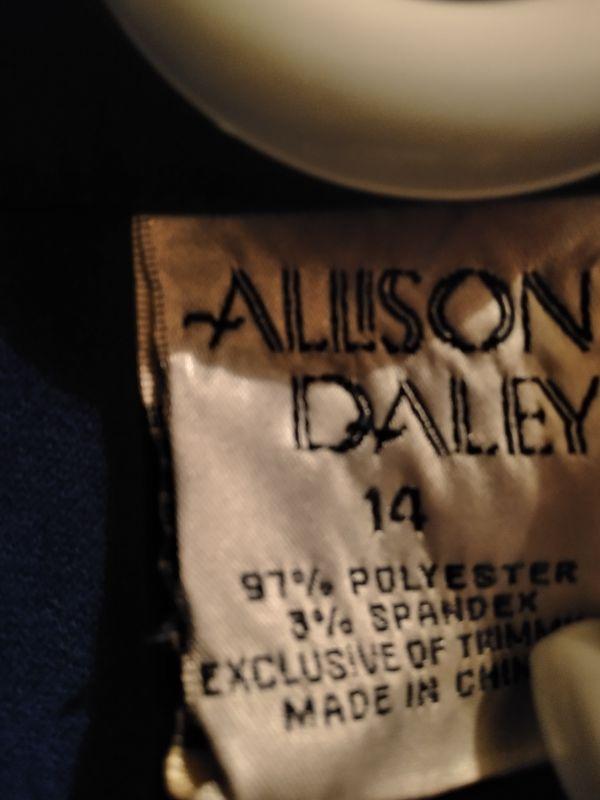 ALLISON
DALEY
14
97% POLYESTER
3% SPANDEX
EXCLUSIVE OF
MADE IN